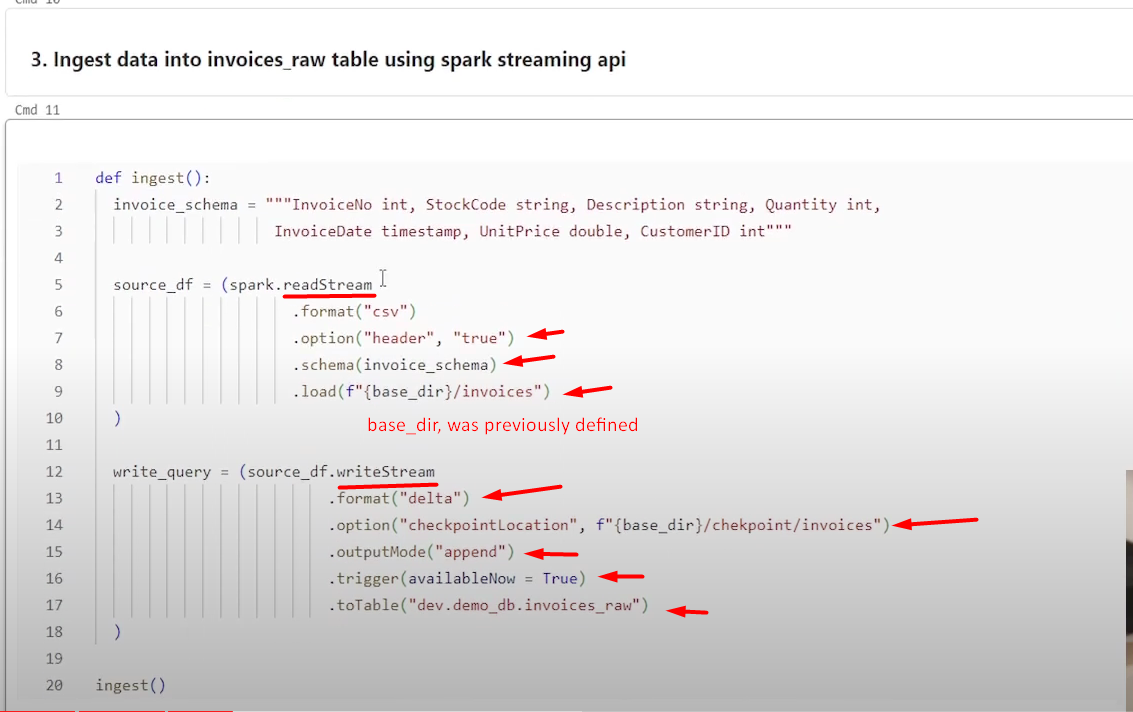 Cmd 10
3. Ingest data into invoices_raw table using spark streaming api
Cmd 11
1 def ingest():
2 invoice_schema = """InvoiceNo int, StockCode string, Description string, Quantity int,
3 InvoiceDate timestamp, UnitPrice double, CustomerID int"""
4
5 source_df = (spark.readStream
6 .format("csv")
7 .option("header", "true")
8 .schema(invoice_schema)
9 .load(f"{base_dir}/invoices")
10 )
base_dir, was previously defined
11
12 write_query = (source_df.writeStream
13 .format("delta")
14 .option("checkpointLocation", f"{base_dir}/chekpoint/invoices")
15 .outputMode("append")
16 .trigger(availableNow = True)
17 .toTable("dev.demo_db.invoices_raw")
18 )
19
20 ingest()